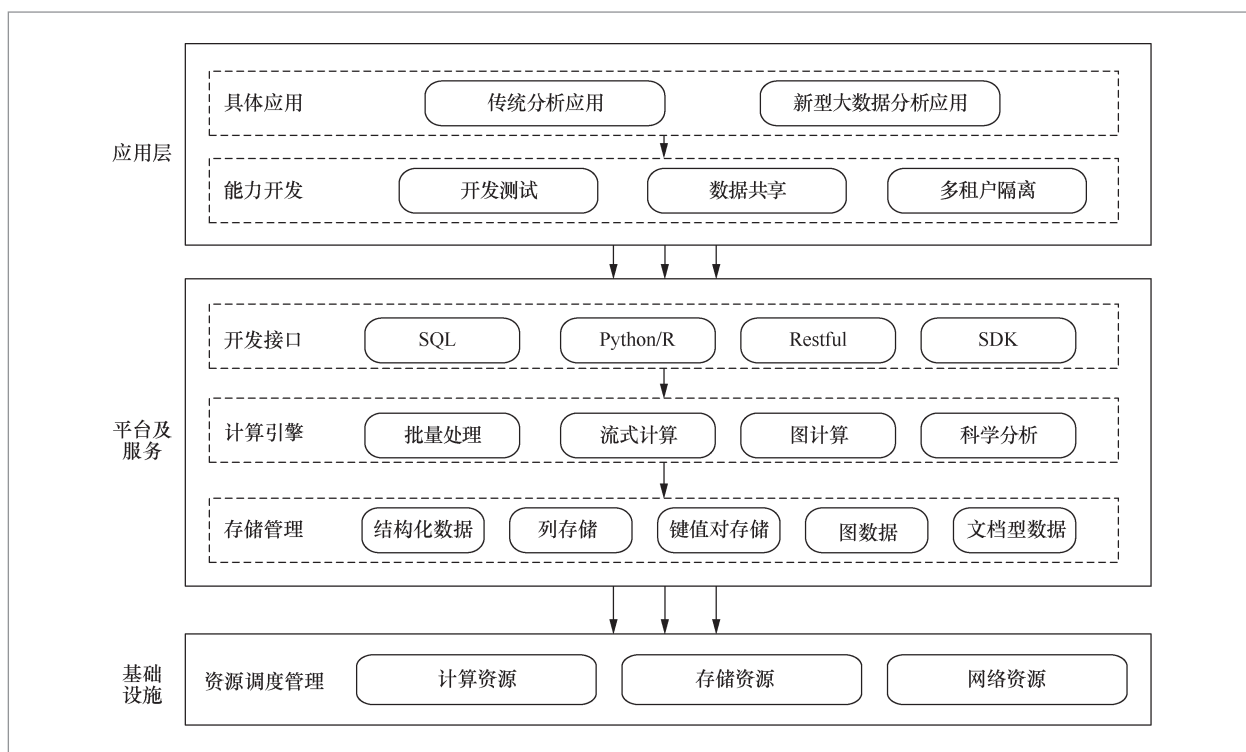 具体应用
传统分析应用
新型大数据分析应用
应用层
能力开发
开发测试
数据共享
多租户隔离
开发接口
SQL
Python/R
Restful
SDK
平台及
服务
计算引擎
批量处理
流式计算
图计算
科学分析
存储管理
结构化数据
列存储
键值对存储
图数据
文档型数据
基础
设施
资源调度管理
计算资源
存储资源
网络资源